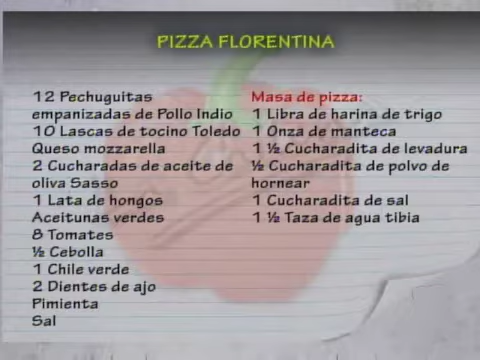 PIZZA FLORENTINA
12 Pechuguitas
empanizadas de Pollo Indio
10 Lascas de tocino Toledo
Queso mozzarella
2 Cucharadas de aceite de
oliva Sasso
1 Lata de hongos
Aceitunas verdes
8 Tomates
½ Cebolla
1 Chile verde
2 Dientes de ajo
Pimienta
Sal
Masa de pizza:
1 Libra de harina de trigo
1 Onza de manteca
1 ½ Cucharadita de levadura
½ Cucharadita de polvo de
hornear
1 Cucharadita de sal
1 ½ Taza de agua tibia